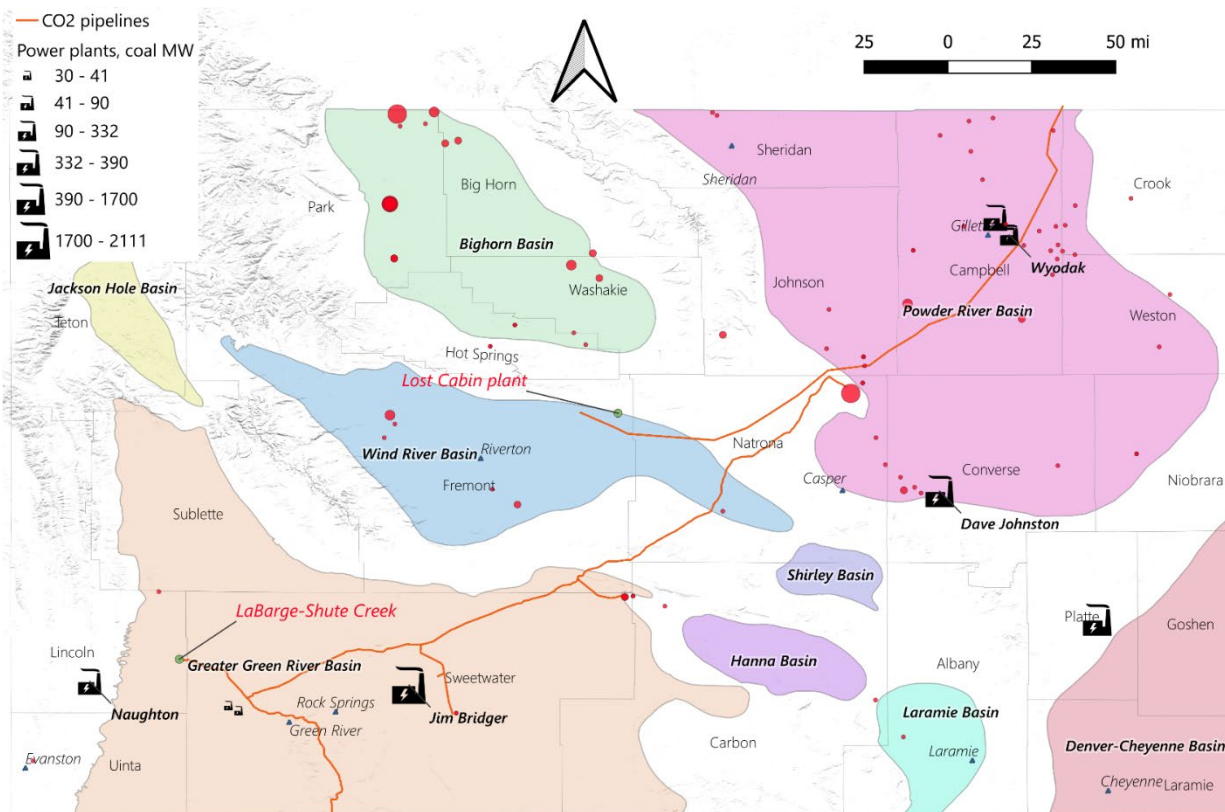 CO2 pipelines
Power plants, coal MW
30 - 41
41 - 90
90 - 332
332 - 390
390 - 1700
1700 - 2111
25 0 25 50 mi
Sheridan
Sheridan
Big Horn
Park
Crook
Gillet
Bighorn Basin
Wyodak
Campbell
Johnson
Washakie
Jackson Hole Basin
Powder River Basin
Weston
Teton
Hot Springs
Lost Cabin plant
Natrona
Riverton
Wind River Basin
Converse
Casper
Niobrara
Fremont
Sublette
Dave Johnston
Shirley Basin
LaBarge-Shute Creek
Platte
Goshen
Lincoln
Greater Green River Basin
Hanna Basin
Albany
Sweetwater
Rock Springs
Naughton
Jim Bridger
Laramie Basin
Green River
Carbon
Denver-Cheyenne Basin
Laramie
Evanston
Uinta
Cheyenne
Laramie